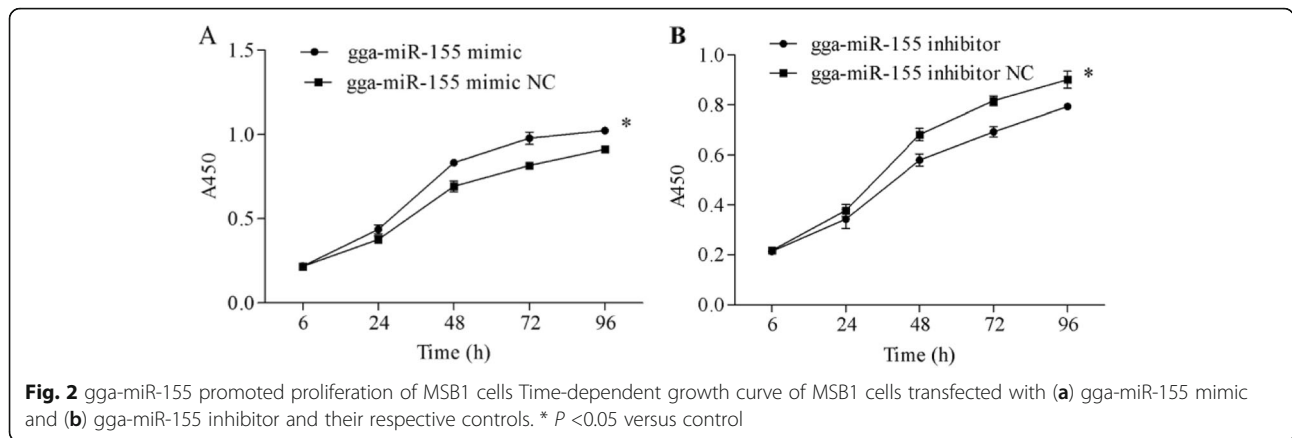 A
gga-miR-155 mimic
gga-miR-155 mimic NC
1.5
1.0
0.5
0.0
A450
*
6 24 48 72 96
Time (h)
B
gga-miR-155 inhibitor
gga-miR-155 inhibitor NC
1.0
0.8
0.6
0.4
0.2
0.0
A450
*
6 24 48 72 96
Time (h)
Fig. 2 gga-miR-155 promoted proliferation of MSB1 cells Time-dependent growth curve of MSB1 cells transfected with (a) gga-miR-155 mimic
and (b) gga-miR-155 inhibitor and their respective controls. * P <0.05 versus control